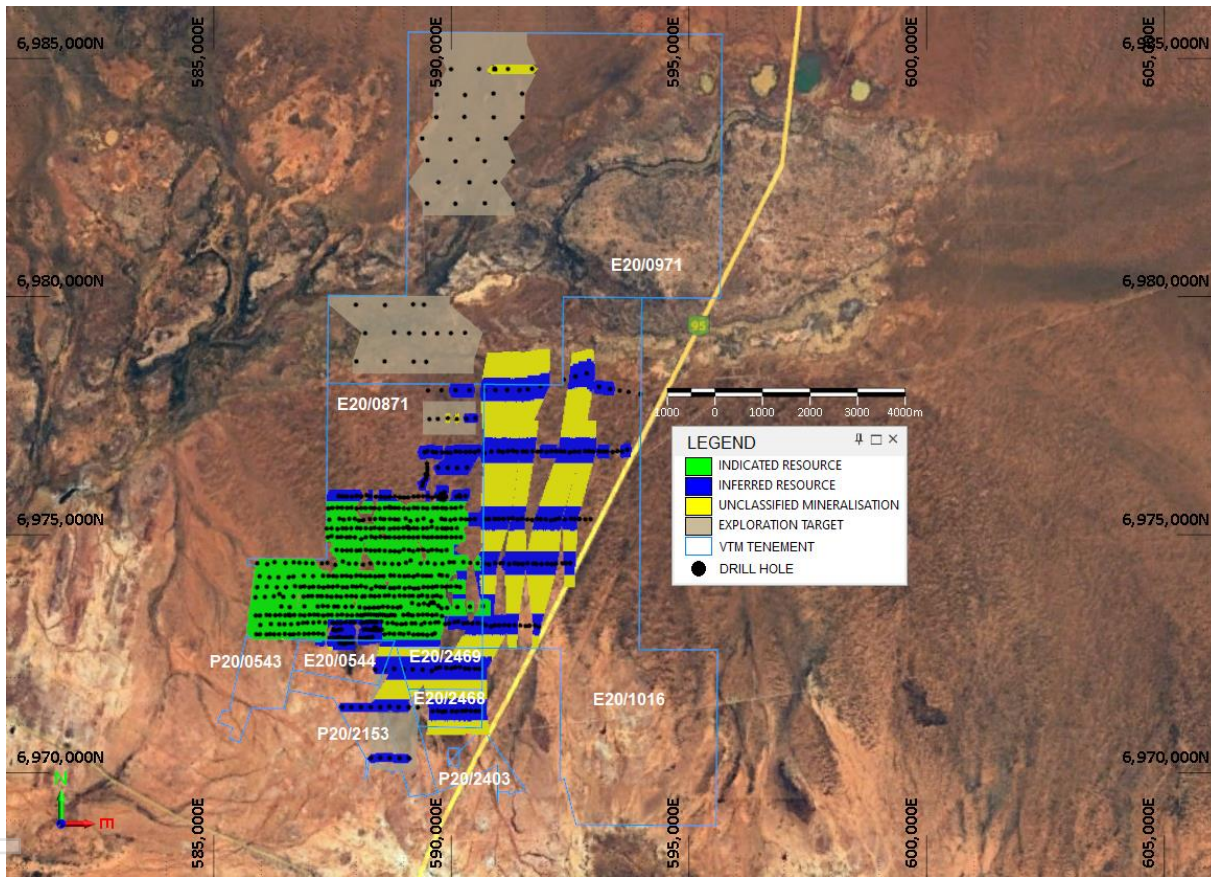 585,000E
590,000E
595,000E
600,000E
605,000E
6,985,000N
6,985,000N
6,980,000N
6,980,000N
E20/0971
95
E20/0871
1000 0 1000 2000 3000 4000m
LEGEND
INDICATED RESOURCE
INFERRED RESOURCE
UNCLASSIFIED MINERALISATION
EXPLORATION TARGET
VTM TENEMENT
DRILL HOLE
6,975,000N
6,975,000N
P20/0543
E20/0544
E20/2469
E20/2468
E20/1016
P20/2153
P20/2403
6,970,000N
6,970,000N
N
E
585,000E
590,000E
595,000E
600,000E
605,000E